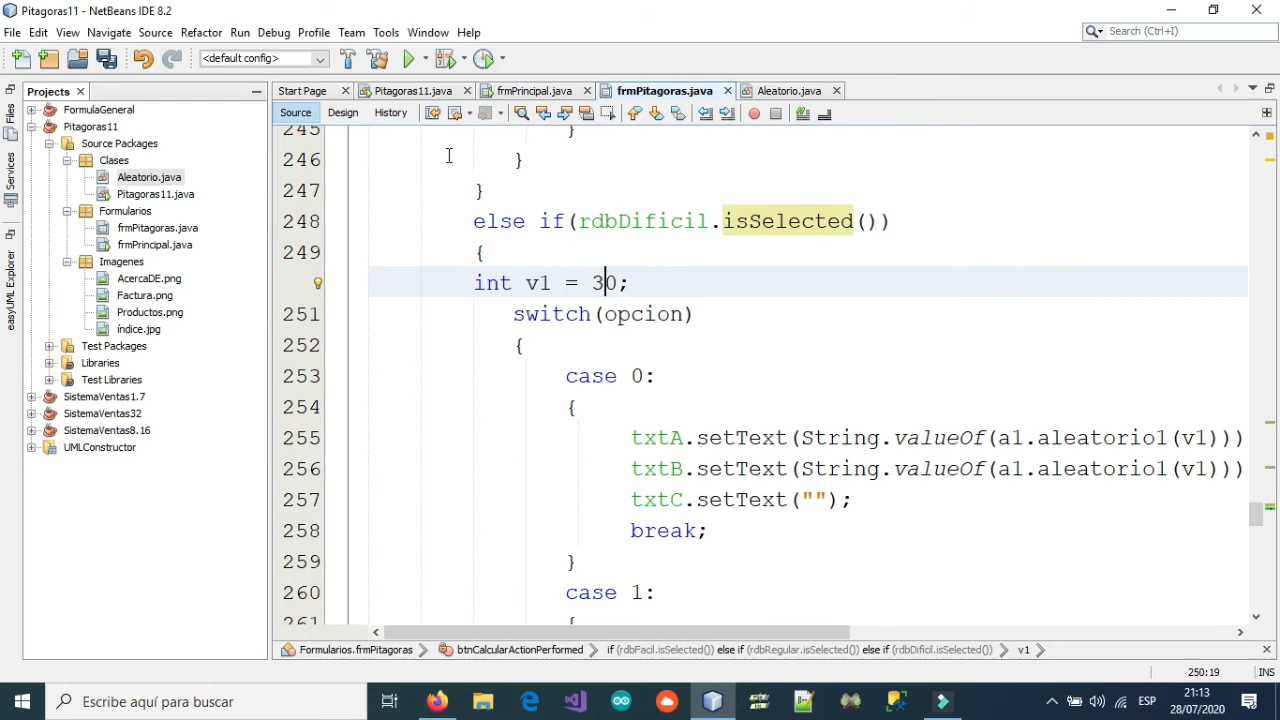 Pitagoras11 - NetBeans IDE 8.2
File Edit View Navigate Source Refactor Run Debug Profile Team Tools Window Help
Search (Ctrl+I)
<default config>
Projects
Start Page Pitagoras11.java frmPrincipal.java frmPitagoras.java Aleatorio.java
Source Design History
Files
Services
easyUML Explorer
FormulaGeneral
Pitagoras11
Source Packages
Clases
Aleatorio.java
Pitagoras11.java
Formularios
frmPitagoras.java
frmPrincipal.java
Imagenes
AcercaDE.png
Factura.png
Productos.png
índice.jpg
Test Packages
Libraries
Test Libraries
SistemaVentas1.7
SistemaVentas32
SistemaVentas8.16
UMLConstructor
245 }
246 }
247 }
248 else if(rdbDificil.isSelected())
249 {
int v1 = 30;
251 switch(opcion)
252 {
253 case 0:
254 {
255 txtA.setText(String.valueOf(a1.aleatorio1(v1)))
256 txtB.setText(String.valueOf(a1.aleatorio1(v1)))
257 txtC.setText("");
258 break;
259 }
260 case 1:
261 {
Formularios.frmPitagoras btnCalcularActionPerformed if (rdbFacil.isSelected()) else if (rdbRegular.isSelected()) else if (rdbDificil.isSelected()) v1
250:19 INS
Escribe aquí para buscar
ESP
21:13
28/07/2020